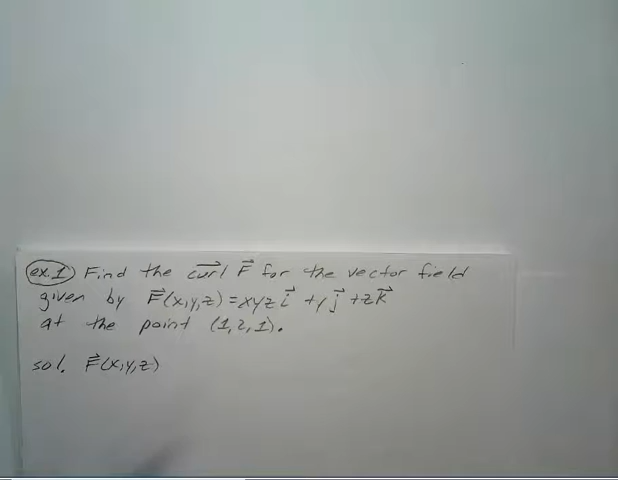 ex.1 Find the curl F⃗ for the vector field
given by F⃗(x,y,z) = xyz i⃗ + y j⃗ + z k⃗
at the point (1,2,1).
sol. F⃗(x,y,z)